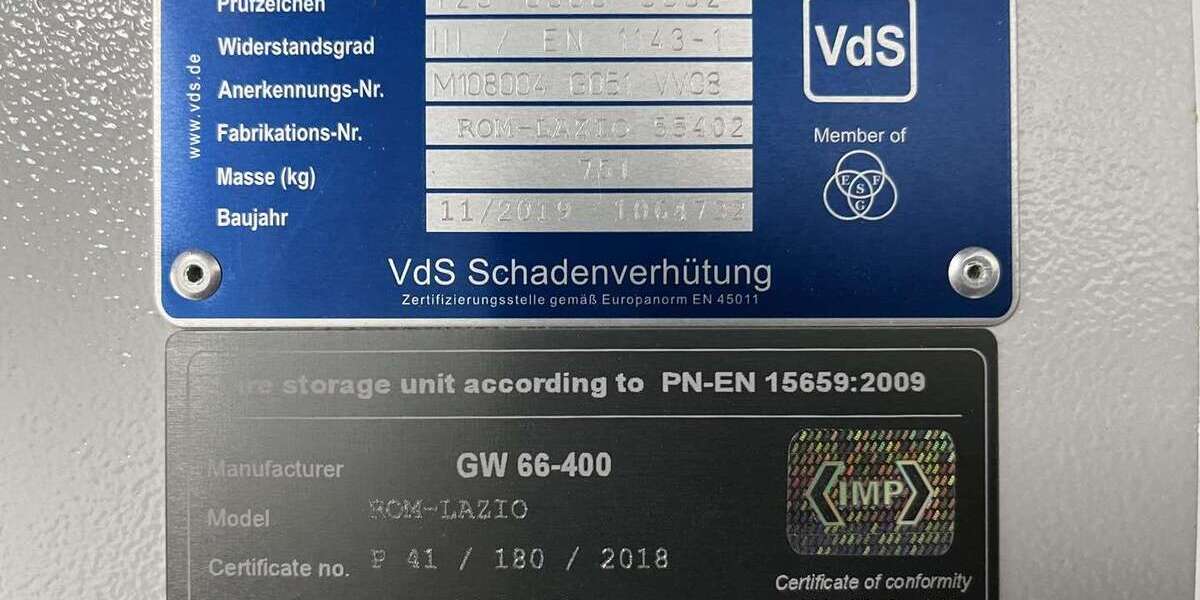 Prüfzeichen
Widerstandsgrad III / EN 1143-1
Anerkennungs-Nr. M108004 G051 VV08
Fabrikations-Nr. ROM-LAZIO 55402
Masse (kg) 751
Baujahr 11/2019 1064732
www.vds.de
VdS
Member of
E S F G
VdS Schadenverhütung
Zertifizierungsstelle gemäß Europanorm EN 45011
storage unit according to PN-EN 15659:2009
Manufacturer GW 66-400
Model ROM-LAZIO
Certificate no. P 41 / 180 / 2018
IMP
Certificate of conformity